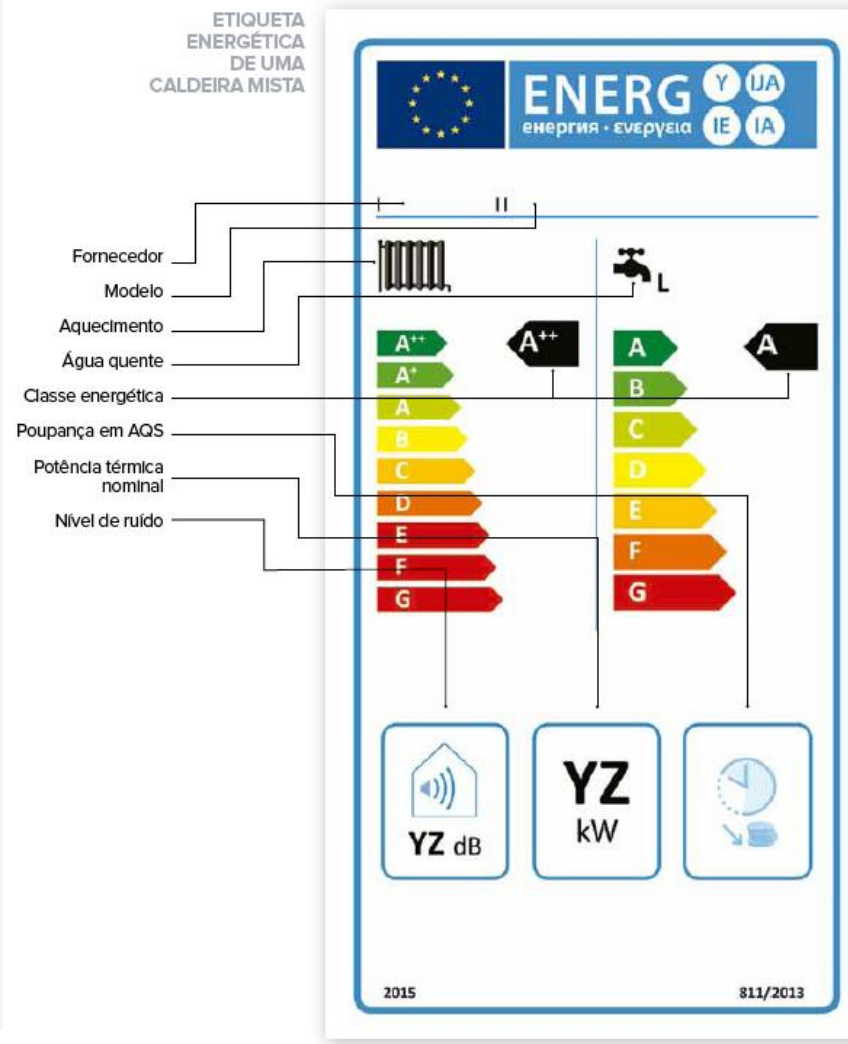 ETIQUETA
ENERGÉTICA
DE UMA
CALDEIRA MISTA
ENERG
Y
IJA
IE
IA
енергия · ενεργεια
I
II
Fornecedor
Modelo
Aquecimento
Água quente
Classe energética
Poupança em AQS
Potência térmica
nominal
Nível de ruído
L
A++
A+
A
B
C
D
E
F
G
A++
A
B
C
D
E
F
G
A
YZ dB
YZ
kW
2015
811/2013